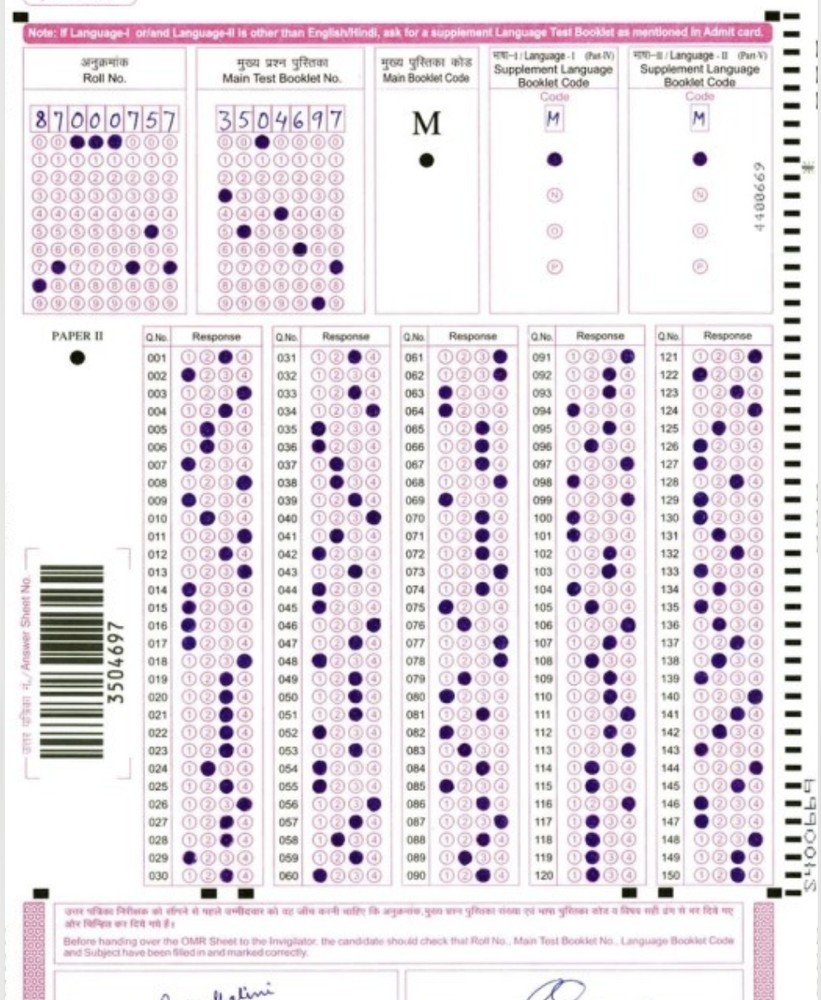 Note: If Language-I or/and Language-II is other than English/Hindi, ask for a supplement Language Test Booklet as mentioned in Admit card.
अनुक्रमांक
Roll No.
87000757
मुख्य प्रश्न पुस्तिका
Main Test Booklet No.
3504697
मुख्य पुस्तिका कोड
Main Booklet Code
M
भाषा-I / Language - I (Part-IV)
Supplement Language
Booklet Code
Code
M
N
O
P
भाषा-II / Language - II (Part-V)
Supplement Language
Booklet Code
Code
M
N
O
P
4400669
PAPER II
Q.No. Response Q.No. Response Q.No. Response Q.No. Response Q.No. Response
001 031 061 091 121
002 032 062 092 122
003 033 063 093 123
004 034 064 094 124
005 035 065 095 125
006 036 066 096 126
007 037 067 097 127
008 038 068 098 128
009 039 069 099 129
010 040 070 100 130
011 041 071 101 131
012 042 072 102 132
013 043 073 103 133
014 044 074 104 134
015 045 075 105 135
016 046 076 106 136
017 047 077 107 137
018 048 078 108 138
019 049 079 109 139
020 050 080 110 140
021 051 081 111 141
022 052 082 112 142
023 053 083 113 143
024 054 084 114 144
025 055 085 115 145
026 056 086 116 146
027 057 087 117 147
028 058 088 118 148
029 059 089 119 149
030 060 090 120 150
उत्तर पत्रिका नं./Answer Sheet No.
3504697
उत्तर पत्रिका निरीक्षक को सौंपने से पहले उम्मीदवार को यह जाँच करनी चाहिए कि अनुक्रमांक, मुख्य प्रश्न पुस्तिका संख्या एवं भाषा पुस्तिका कोड व विषय सही ढंग से भर दिये गए
और चिन्हित कर दिये गये हैं।
Before handing over the OMR Sheet to the Invigilator, the candidate should check that Roll No., Main Test Booklet No., Language Booklet Code
and Subject have been filled in and marked correctly.